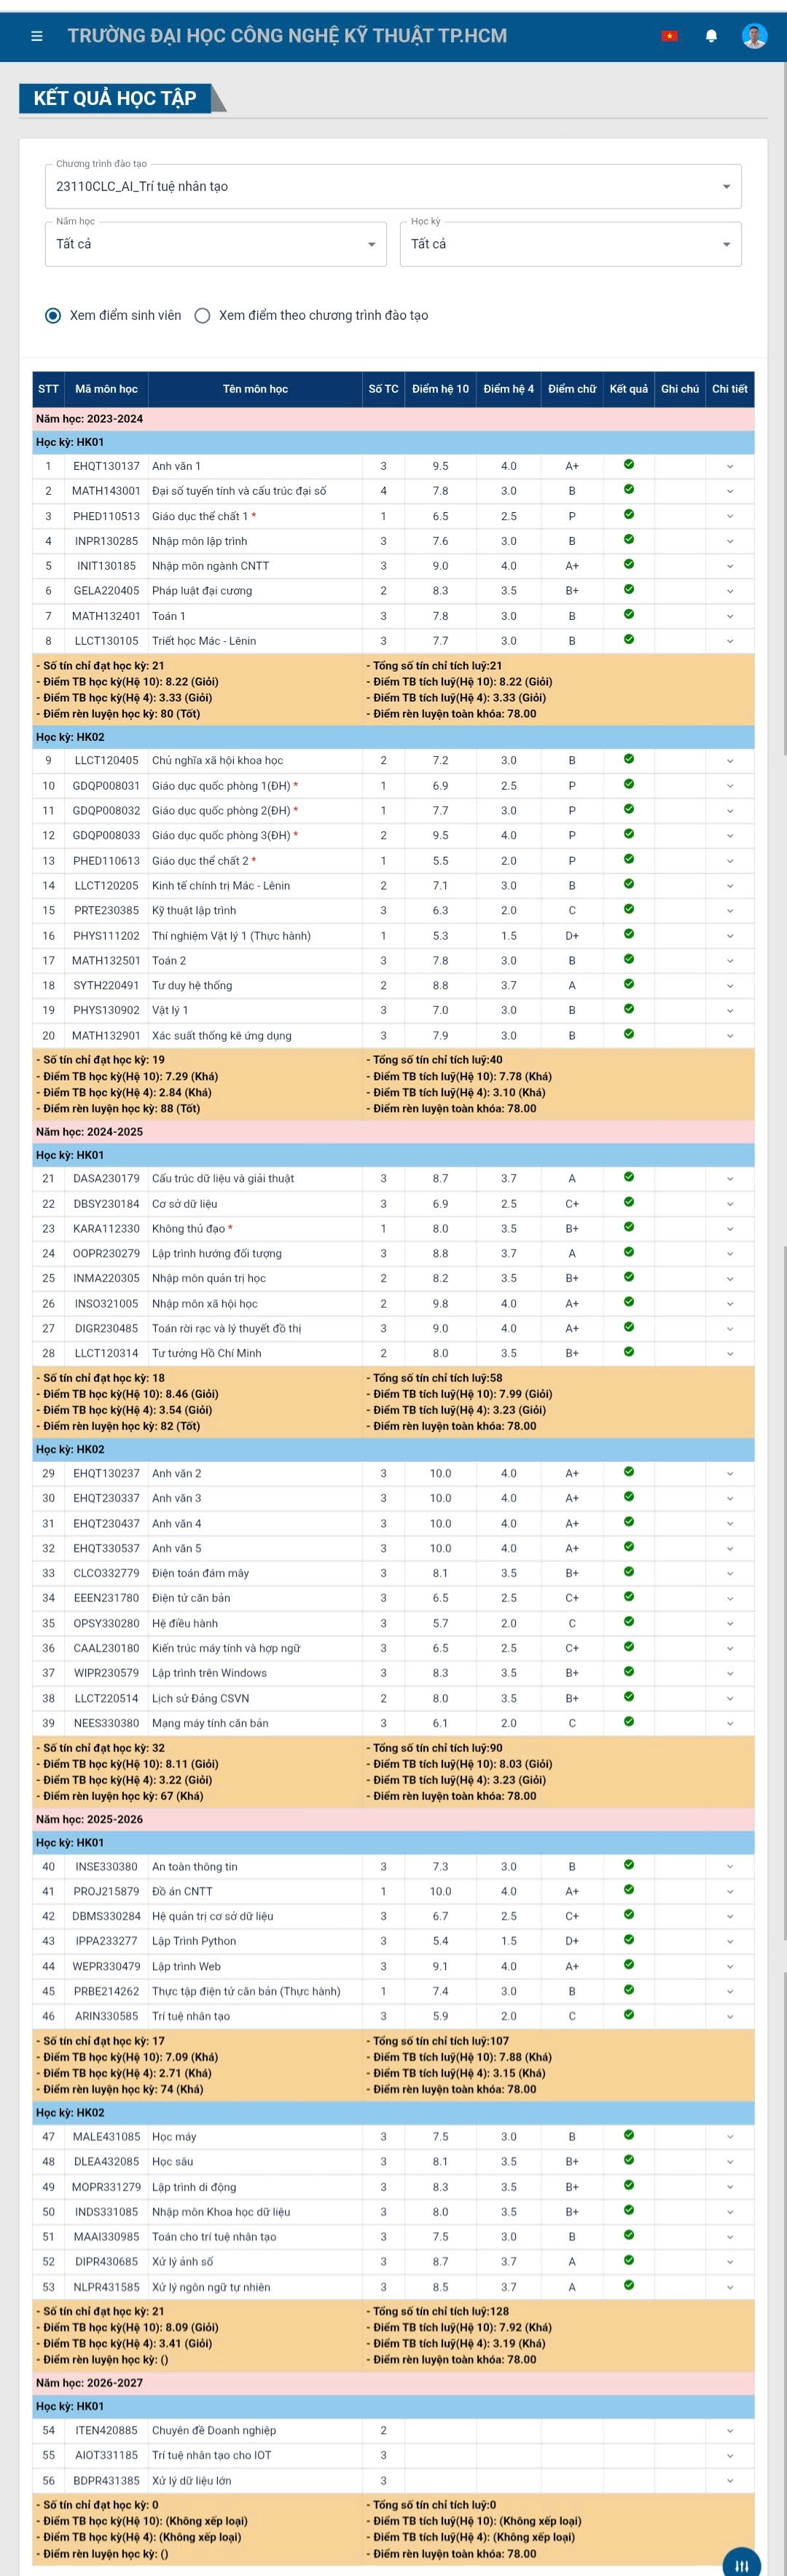 TRƯỜNG ĐẠI HỌC CÔNG NGHỆ KỸ THUẬT TP.HCM
KẾT QUẢ HỌC TẬP
Chương trình đào tạo
23110CLC_AI_Trí tuệ nhân tạo
Năm học Học kỳ
Tất cả Tất cả
Xem điểm sinh viên Xem điểm theo chương trình đào tạo
STT Mã môn học Tên môn học Số TC Điểm hệ 10 Điểm hệ 4 Điểm chữ Kết quả Ghi chú Chi tiết
Năm học: 2023-2024
Học kỳ: HK01
1 EHQT130137 Anh văn 1 3 9.5 4.0 A+
2 MATH143001 Đại số tuyến tính và cấu trúc đại số 4 7.8 3.0 B
3 PHED110513 Giáo dục thể chất 1 * 1 6.5 2.5 P
4 INPR130285 Nhập môn lập trình 3 7.6 3.0 B
5 INIT130185 Nhập môn ngành CNTT 3 9.0 4.0 A+
6 GELA220405 Pháp luật đại cương 2 8.3 3.5 B+
7 MATH132401 Toán 1 3 7.8 3.0 B
8 LLCT130105 Triết học Mác - Lênin 3 7.7 3.0 B
- Số tín chỉ đạt học kỳ: 21 - Tổng số tín chỉ tích luỹ:21
- Điểm TB học kỳ(Hệ 10): 8.22 (Giỏi) - Điểm TB tích luỹ(Hệ 10): 8.22 (Giỏi)
- Điểm TB học kỳ(Hệ 4): 3.33 (Giỏi) - Điểm TB tích luỹ(Hệ 4): 3.33 (Giỏi)
- Điểm rèn luyện học kỳ: 80 (Tốt) - Điểm rèn luyện toàn khóa: 78.00
Học kỳ: HK02
9 LLCT120405 Chủ nghĩa xã hội khoa học 2 7.2 3.0 B
10 GDQP008031 Giáo dục quốc phòng 1(ĐH) * 1 6.9 2.5 P
11 GDQP008032 Giáo dục quốc phòng 2(ĐH) * 1 7.7 3.0 P
12 GDQP008033 Giáo dục quốc phòng 3(ĐH) * 2 9.5 4.0 P
13 PHED110613 Giáo dục thể chất 2 * 1 5.5 2.0 P
14 LLCT120205 Kinh tế chính trị Mác - Lênin 2 7.1 3.0 B
15 PRTE230385 Kỹ thuật lập trình 3 6.3 2.0 C
16 PHYS111202 Thí nghiệm Vật lý 1 (Thực hành) 1 5.3 1.5 D+
17 MATH132501 Toán 2 3 7.8 3.0 B
18 SYTH220491 Tư duy hệ thống 2 8.8 3.7 A
19 PHYS130902 Vật lý 1 3 7.0 3.0 B
20 MATH132901 Xác suất thống kê ứng dụng 3 7.9 3.0 B
- Số tín chỉ đạt học kỳ: 19 - Tổng số tín chỉ tích luỹ:40
- Điểm TB học kỳ(Hệ 10): 7.29 (Khá) - Điểm TB tích luỹ(Hệ 10): 7.78 (Khá)
- Điểm TB học kỳ(Hệ 4): 2.84 (Khá) - Điểm TB tích luỹ(Hệ 4): 3.10 (Khá)
- Điểm rèn luyện học kỳ: 88 (Tốt) - Điểm rèn luyện toàn khóa: 78.00
Năm học: 2024-2025
Học kỳ: HK01
21 DASA230179 Cấu trúc dữ liệu và giải thuật 3 8.7 3.7 A
22 DBSY230184 Cơ sở dữ liệu 3 6.9 2.5 C+
23 KARA112330 Không thủ đạo * 1 8.0 3.5 B+
24 OOPR230279 Lập trình hướng đối tượng 3 8.8 3.7 A
25 INMA220305 Nhập môn quản trị học 2 8.2 3.5 B+
26 INSO321005 Nhập môn xã hội học 2 9.8 4.0 A+
27 DIGR230485 Toán rời rạc và lý thuyết đồ thị 3 9.0 4.0 A+
28 LLCT120314 Tư tưởng Hồ Chí Minh 2 8.0 3.5 B+
- Số tín chỉ đạt học kỳ: 18 - Tổng số tín chỉ tích luỹ:58
- Điểm TB học kỳ(Hệ 10): 8.46 (Giỏi) - Điểm TB tích luỹ(Hệ 10): 7.99 (Giỏi)
- Điểm TB học kỳ(Hệ 4): 3.54 (Giỏi) - Điểm TB tích luỹ(Hệ 4): 3.23 (Giỏi)
- Điểm rèn luyện học kỳ: 82 (Tốt) - Điểm rèn luyện toàn khóa: 78.00
Học kỳ: HK02
29 EHQT130237 Anh văn 2 3 10.0 4.0 A+
30 EHQT230337 Anh văn 3 3 10.0 4.0 A+
31 EHQT230437 Anh văn 4 3 10.0 4.0 A+
32 EHQT330537 Anh văn 5 3 10.0 4.0 A+
33 CLCO332779 Điện toán đám mây 3 8.1 3.5 B+
34 EEEN231780 Điện tử căn bản 3 6.5 2.5 C+
35 OPSY330280 Hệ điều hành 3 5.7 2.0 C
36 CAAL230180 Kiến trúc máy tính và hợp ngữ 3 6.5 2.5 C+
37 WIPR230579 Lập trình trên Windows 3 8.3 3.5 B+
38 LLCT220514 Lịch sử Đảng CSVN 2 8.0 3.5 B+
39 NEES330380 Mạng máy tính căn bản 3 6.1 2.0 C
- Số tín chỉ đạt học kỳ: 32 - Tổng số tín chỉ tích luỹ:90
- Điểm TB học kỳ(Hệ 10): 8.11 (Giỏi) - Điểm TB tích luỹ(Hệ 10): 8.03 (Giỏi)
- Điểm TB học kỳ(Hệ 4): 3.22 (Giỏi) - Điểm TB tích luỹ(Hệ 4): 3.23 (Giỏi)
- Điểm rèn luyện học kỳ: 67 (Khá) - Điểm rèn luyện toàn khóa: 78.00
Năm học: 2025-2026
Học kỳ: HK01
40 INSE330380 An toàn thông tin 3 7.3 3.0 B
41 PROJ215879 Đồ án CNTT 1 10.0 4.0 A+
42 DBMS330284 Hệ quản trị cơ sở dữ liệu 3 6.7 2.5 C+
43 IPPA233277 Lập Trình Python 3 5.4 1.5 D+
44 WEPR330479 Lập trình Web 3 9.1 4.0 A+
45 PRBE214262 Thực tập điện tử căn bản (Thực hành) 1 7.4 3.0 B
46 ARIN330585 Trí tuệ nhân tạo 3 5.9 2.0 C
- Số tín chỉ đạt học kỳ: 17 - Tổng số tín chỉ tích luỹ:107
- Điểm TB học kỳ(Hệ 10): 7.09 (Khá) - Điểm TB tích luỹ(Hệ 10): 7.88 (Khá)
- Điểm TB học kỳ(Hệ 4): 2.71 (Khá) - Điểm TB tích luỹ(Hệ 4): 3.15 (Khá)
- Điểm rèn luyện học kỳ: 74 (Khá) - Điểm rèn luyện toàn khóa: 78.00
Học kỳ: HK02
47 MALE431085 Học máy 3 7.5 3.0 B
48 DLEA432085 Học sâu 3 8.1 3.5 B+
49 MOPR331279 Lập trình di động 3 8.3 3.5 B+
50 INDS331085 Nhập môn Khoa học dữ liệu 3 8.0 3.5 B+
51 MAAI330985 Toán cho trí tuệ nhân tạo 3 7.5 3.0 B
52 DIPR430685 Xử lý ảnh số 3 8.7 3.7 A
53 NLPR431585 Xử lý ngôn ngữ tự nhiên 3 8.5 3.7 A
- Số tín chỉ đạt học kỳ: 21 - Tổng số tín chỉ tích luỹ:128
- Điểm TB học kỳ(Hệ 10): 8.09 (Giỏi) - Điểm TB tích luỹ(Hệ 10): 7.92 (Khá)
- Điểm TB học kỳ(Hệ 4): 3.41 (Giỏi) - Điểm TB tích luỹ(Hệ 4): 3.19 (Khá)
- Điểm rèn luyện học kỳ: () - Điểm rèn luyện toàn khóa: 78.00
Năm học: 2026-2027
Học kỳ: HK01
54 ITEN420885 Chuyên đề Doanh nghiệp 2
55 AIOT331185 Trí tuệ nhân tạo cho IOT 3
56 BDPR431385 Xử lý dữ liệu lớn 3
- Số tín chỉ đạt học kỳ: 0 - Tổng số tín chỉ tích luỹ:0
- Điểm TB học kỳ(Hệ 10): (Không xếp loại) - Điểm TB tích luỹ(Hệ 10): (Không xếp loại)
- Điểm TB học kỳ(Hệ 4): (Không xếp loại) - Điểm TB tích luỹ(Hệ 4): (Không xếp loại)
- Điểm rèn luyện học kỳ: () - Điểm rèn luyện toàn khóa: 78.00